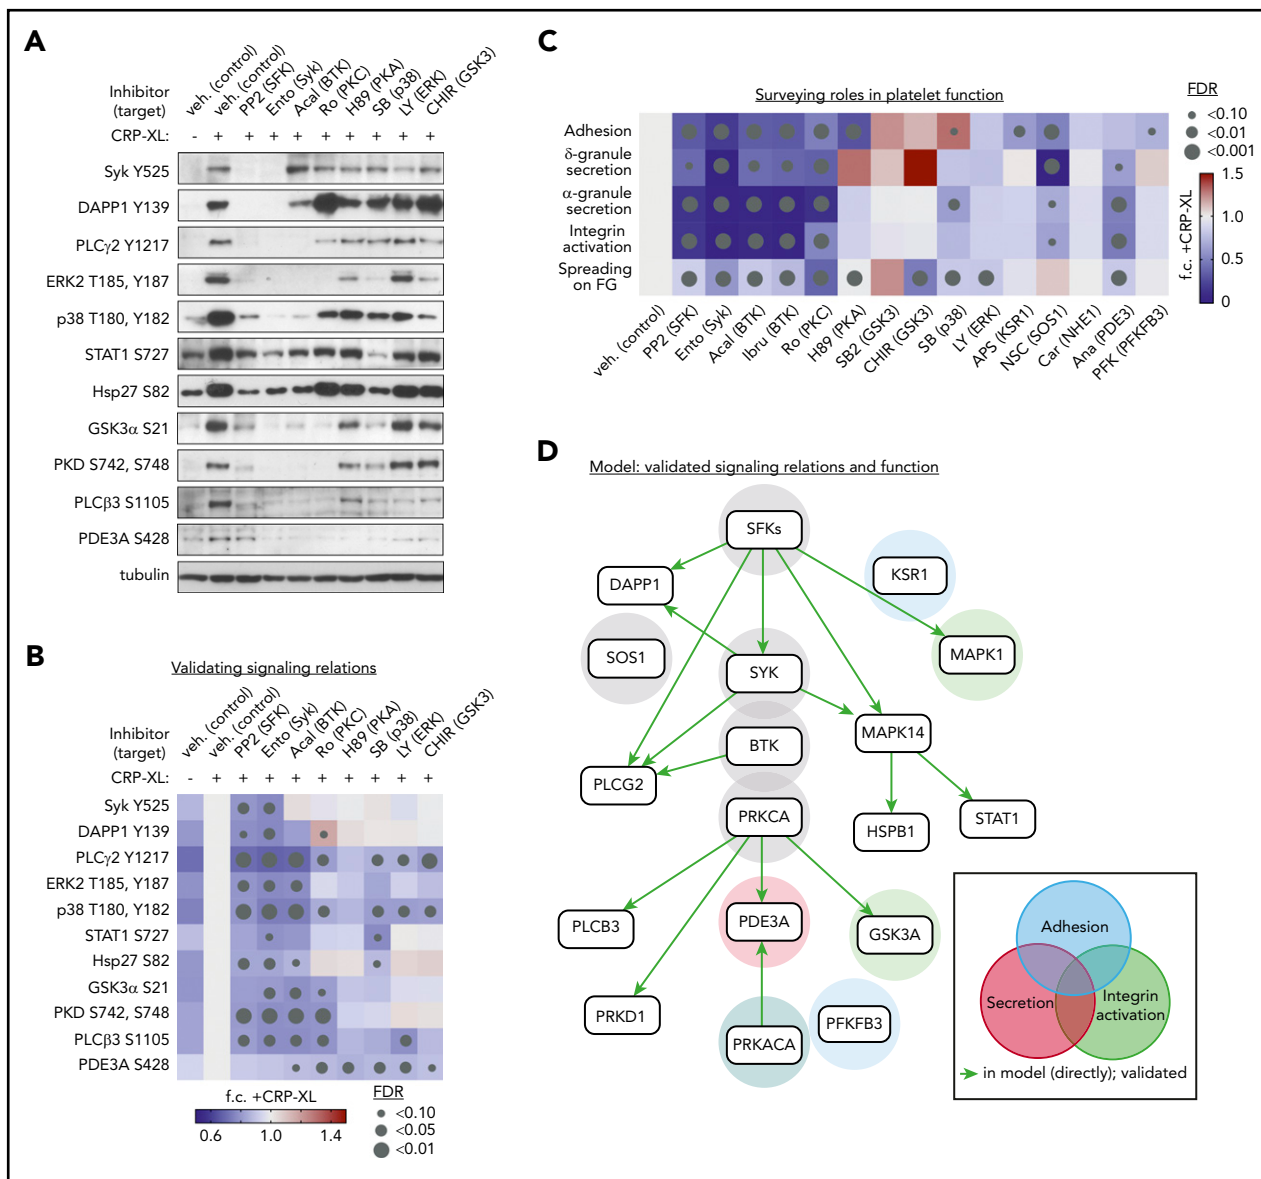 A
Inhibitor
(target)
veh. (control)
veh. (control)
PP2 (SFK)
Ento (Syk)
Acal (BTK)
Ro (PKC)
H89 (PKA)
SB (p38)
LY (ERK)
CHIR (GSK3)
CRP-XL: - + + + + + + + + +
Syk Y525
DAPP1 Y139
PLCγ2 Y1217
ERK2 T185, Y187
p38 T180, Y182
STAT1 S727
Hsp27 S82
GSK3α S21
PKD S742, S748
PLCβ3 S1105
PDE3A S428
tubulin
B
Validating signaling relations
Inhibitor
(target)
veh. (control)
veh. (control)
PP2 (SFK)
Ento (Syk)
Acal (BTK)
Ro (PKC)
H89 (PKA)
SB (p38)
LY (ERK)
CHIR (GSK3)
CRP-XL: - + + + + + + + + +
Syk Y525
DAPP1 Y139
PLCγ2 Y1217
ERK2 T185, Y187
p38 T180, Y182
STAT1 S727
Hsp27 S82
GSK3α S21
PKD S742, S748
PLCβ3 S1105
PDE3A S428
f.c. +CRP-XL
0.6 1.0 1.4
FDR
<0.10
<0.05
<0.01
C
Surveying roles in platelet function
Adhesion
δ-granule
secretion
α-granule
secretion
Integrin
activation
Spreading
on FG
veh. (control)
PP2 (SFK)
Ento (Syk)
Acal (BTK)
Ibru (BTK)
Ro (PKC)
H89 (PKA)
SB2 (GSK3)
CHIR (GSK3)
SB (p38)
LY (ERK)
APS (KSR1)
NSC (SOS1)
Car (NHE1)
Ana (PDE3)
PFK (PFKFB3)
FDR
<0.10
<0.01
<0.001
f.c. +CRP-XL
1.5
1.0
0.5
0
D
Model: validated signaling relations and function
SFKs
KSR1
DAPP1
MAPK1
SOS1
SYK
MAPK14
BTK
PLCG2
PRKCA
HSPB1
STAT1
PLCB3
PDE3A
GSK3A
PRKD1
PRKACA
PFKFB3
Adhesion
Secretion
Integrin
activation
in model (directly); validated